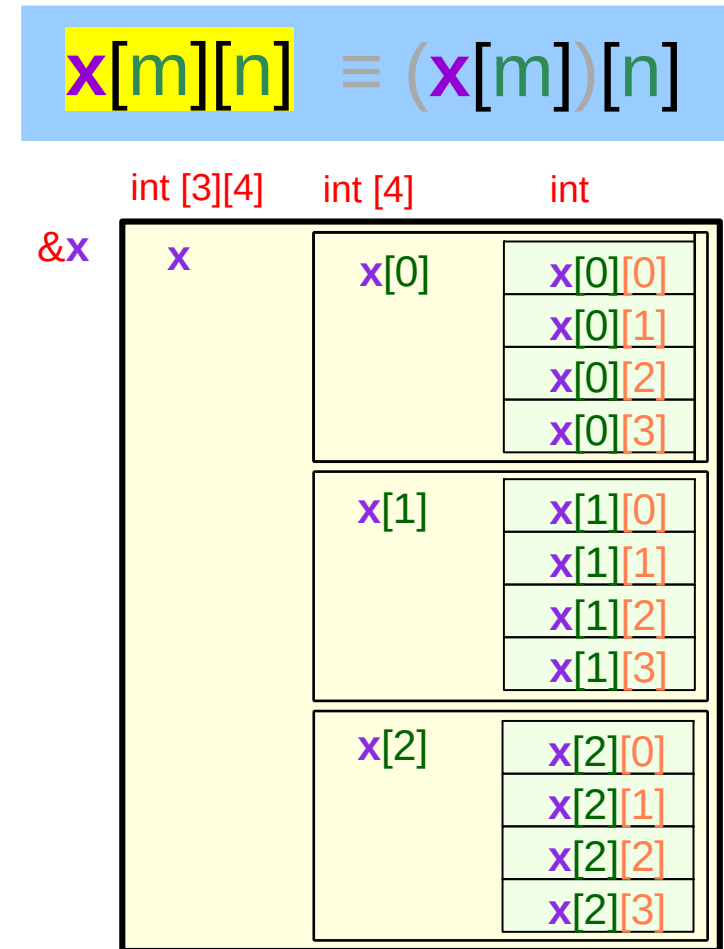 x[m][n] ≡ (x[m])[n]
int [3][4] int [4] int
&x x x[0] x[0][0]
x[0][1]
x[0][2]
x[0][3]
x[1] x[1][0]
x[1][1]
x[1][2]
x[1][3]
x[2] x[2][0]
x[2][1]
x[2][2]
x[2][3]